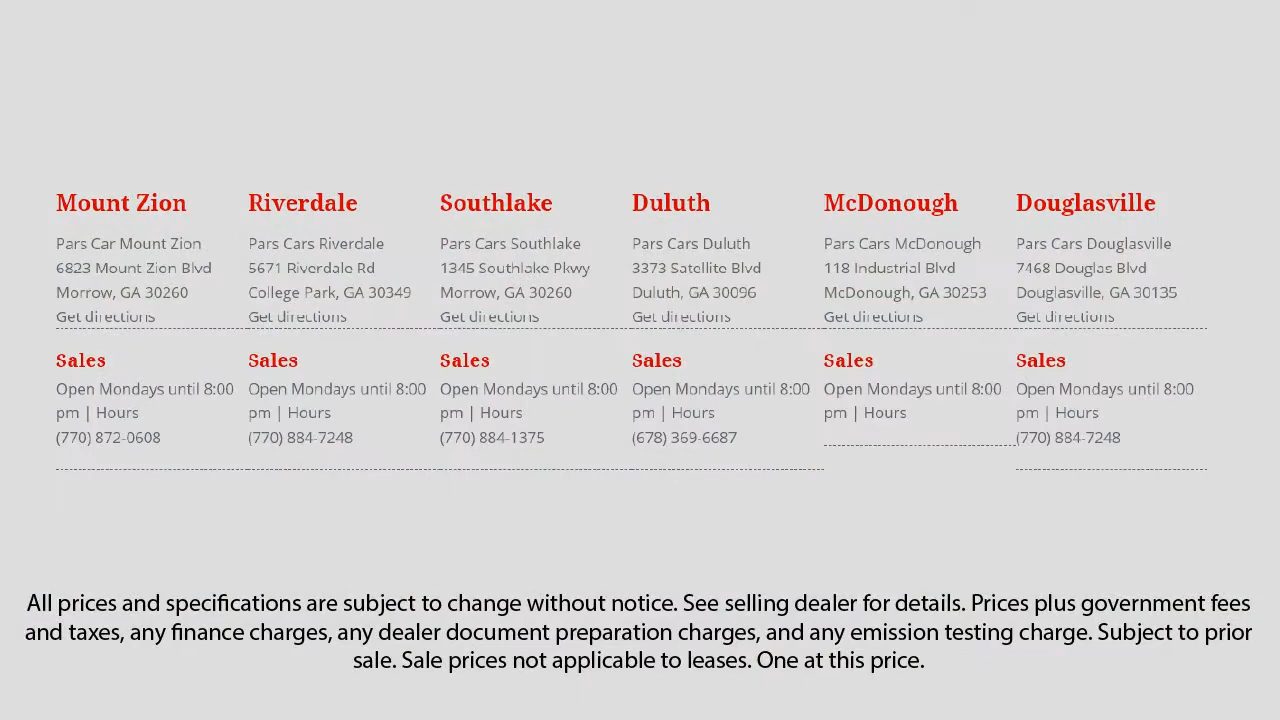 Mount Zion
Pars Car Mount Zion
6823 Mount Zion Blvd
Morrow, GA 30260
Get directions
Sales
Open Mondays until 8:00
pm | Hours
(770) 872-0608
Riverdale
Pars Cars Riverdale
5671 Riverdale Rd
College Park, GA 30349
Get directions
Sales
Open Mondays until 8:00
pm | Hours
(770) 884-7248
Southlake
Pars Cars Southlake
1345 Southlake Pkwy
Morrow, GA 30260
Get directions
Sales
Open Mondays until 8:00
pm | Hours
(770) 884-1375
Duluth
Pars Cars Duluth
3373 Satellite Blvd
Duluth, GA 30096
Get directions
Sales
Open Mondays until 8:00
pm | Hours
(678) 369-6687
McDonough
Pars Cars McDonough
118 Industrial Blvd
McDonough, GA 30253
Get directions
Sales
Open Mondays until 8:00
pm | Hours
Douglasville
Pars Cars Douglasville
7468 Douglas Blvd
Douglasville, GA 30135
Get directions
Sales
Open Mondays until 8:00
pm | Hours
(770) 884-7248
All prices and specifications are subject to change without notice. See selling dealer for details. Prices plus government fees
and taxes, any finance charges, any dealer document preparation charges, and any emission testing charge. Subject to prior
sale. Sale prices not applicable to leases. One at this price.